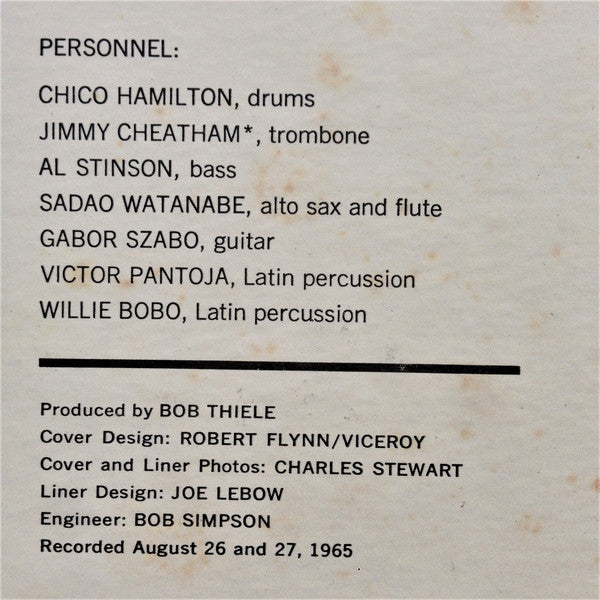 PERSONNEL:
CHICO HAMILTON, drums
JIMMY CHEATHAM*, trombone
AL STINSON, bass
SADAO WATANABE, alto sax and flute
GABOR SZABO, guitar
VICTOR PANTOJA, Latin percussion
WILLIE BOBO, Latin percussion
Produced by BOB THIELE
Cover Design: ROBERT FLYNN/VICEROY
Cover and Liner Photos: CHARLES STEWART
Liner Design: JOE LEBOW
Engineer: BOB SIMPSON
Recorded August 26 and 27, 1965